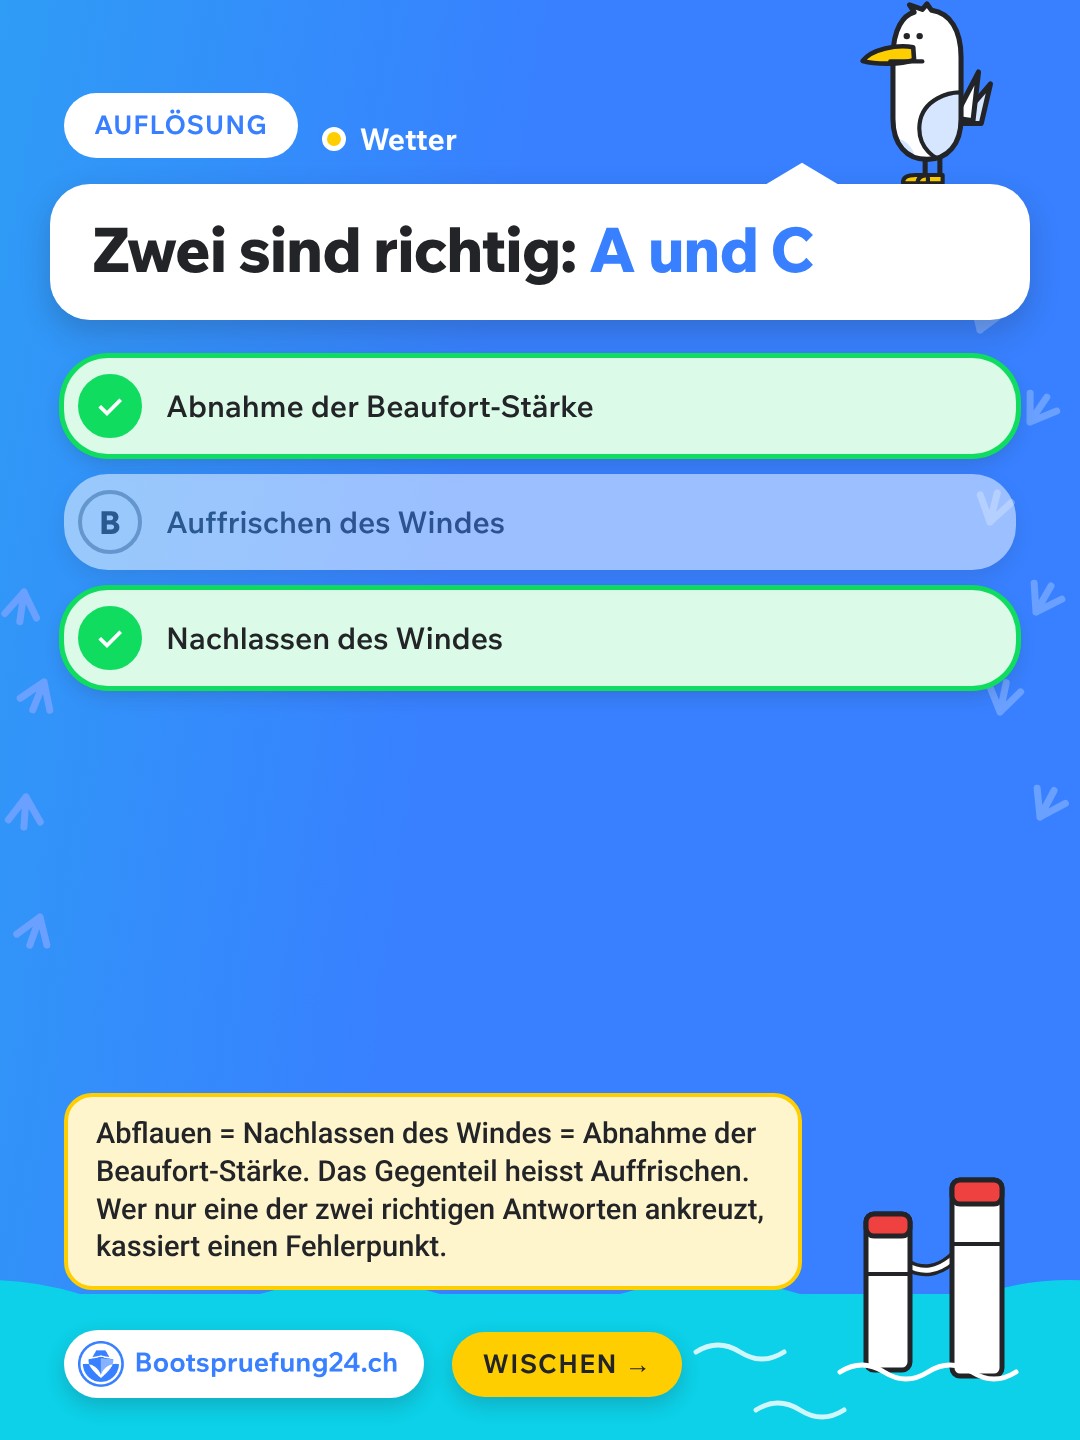 AUFLÖSUNG
Wetter
Zwei sind richtig: A und C
Abnahme der Beaufort-Stärke
B Auffrischen des Windes
Nachlassen des Windes
Abflauen = Nachlassen des Windes = Abnahme der
Beaufort-Stärke. Das Gegenteil heisst Auffrischen.
Wer nur eine der zwei richtigen Antworten ankreuzt,
kassiert einen Fehlerpunkt.
Bootspruefung24.ch
WISCHEN →